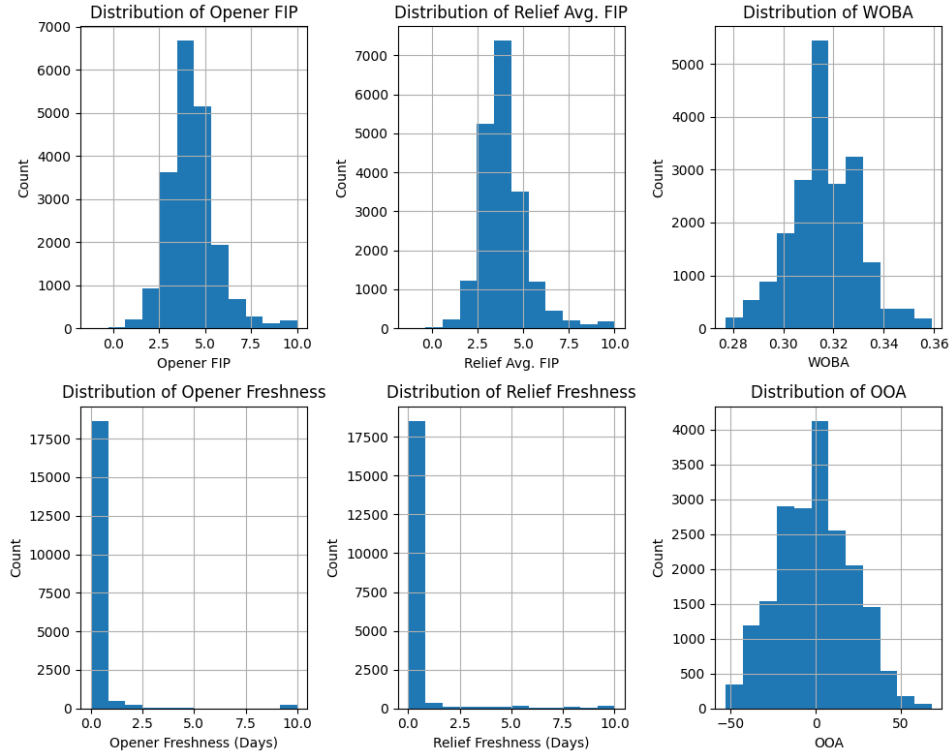 Distribution of Opener FIP
7000
6000
5000
4000
3000
2000
1000
0
Count
0.0 2.5 5.0 7.5 10.0
Opener FIP
Distribution of Relief Avg. FIP
7000
6000
5000
4000
3000
2000
1000
0
Count
0.0 2.5 5.0 7.5 10.0
Relief Avg. FIP
Distribution of WOBA
5000
4000
3000
2000
1000
0
Count
0.28 0.30 0.32 0.34 0.36
WOBA
Distribution of Opener Freshness
17500
15000
12500
10000
7500
5000
2500
0
Count
0.0 2.5 5.0 7.5 10.0
Opener Freshness (Days)
Distribution of Relief Freshness
17500
15000
12500
10000
7500
5000
2500
0
Count
0.0 2.5 5.0 7.5 10.0
Relief Freshness (Days)
Distribution of OOA
4000
3500
3000
2500
2000
1500
1000
500
0
Count
−50 0 50
OOA